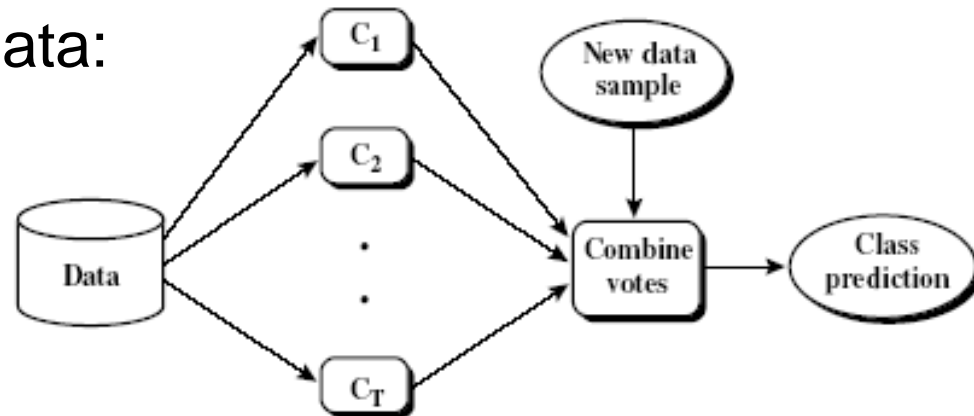 ata:
C1
New data
sample
C2
Data
Combine
votes
Class
prediction
CT